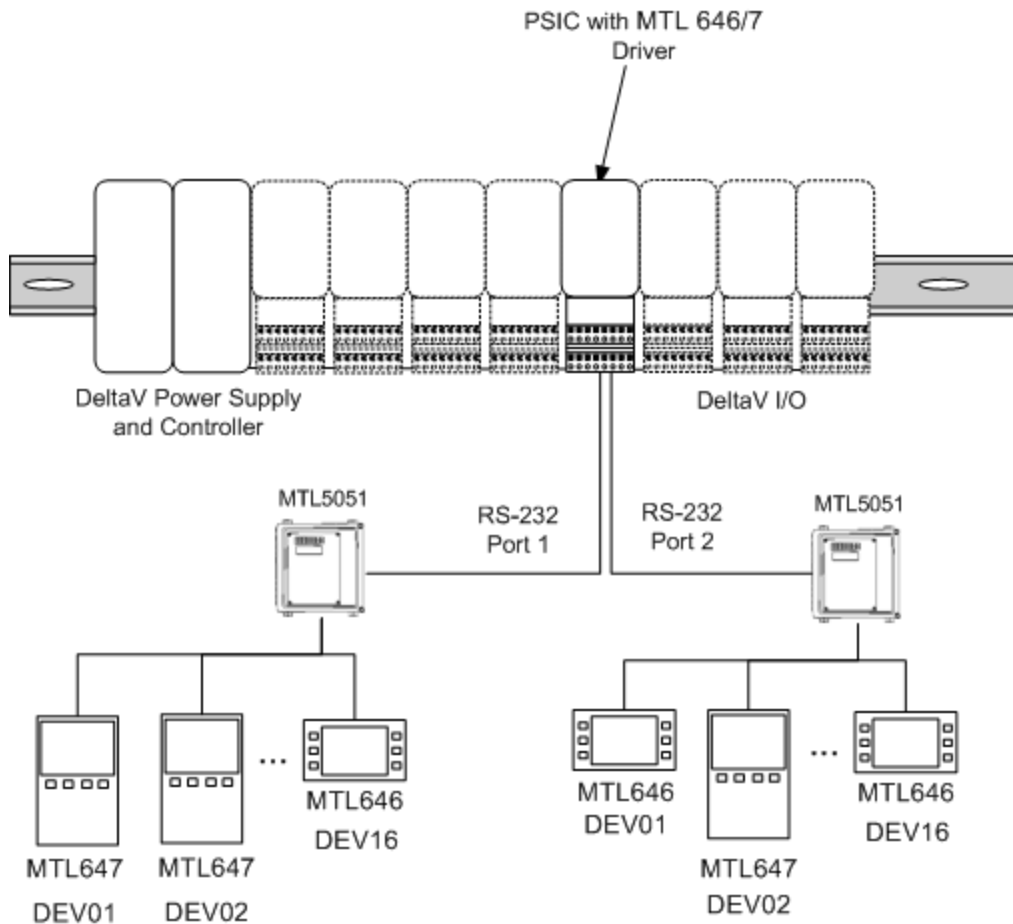 PSIC with MTL 646/7
Driver
DeltaV Power Supply
and Controller
DeltaV I/O
MTL5051
RS-232
Port 1
RS-232
Port 2
MTL5051
...
...
MTL647
DEV01
MTL647
DEV02
MTL646
DEV16
MTL646
DEV01
MTL647
DEV02
MTL646
DEV16